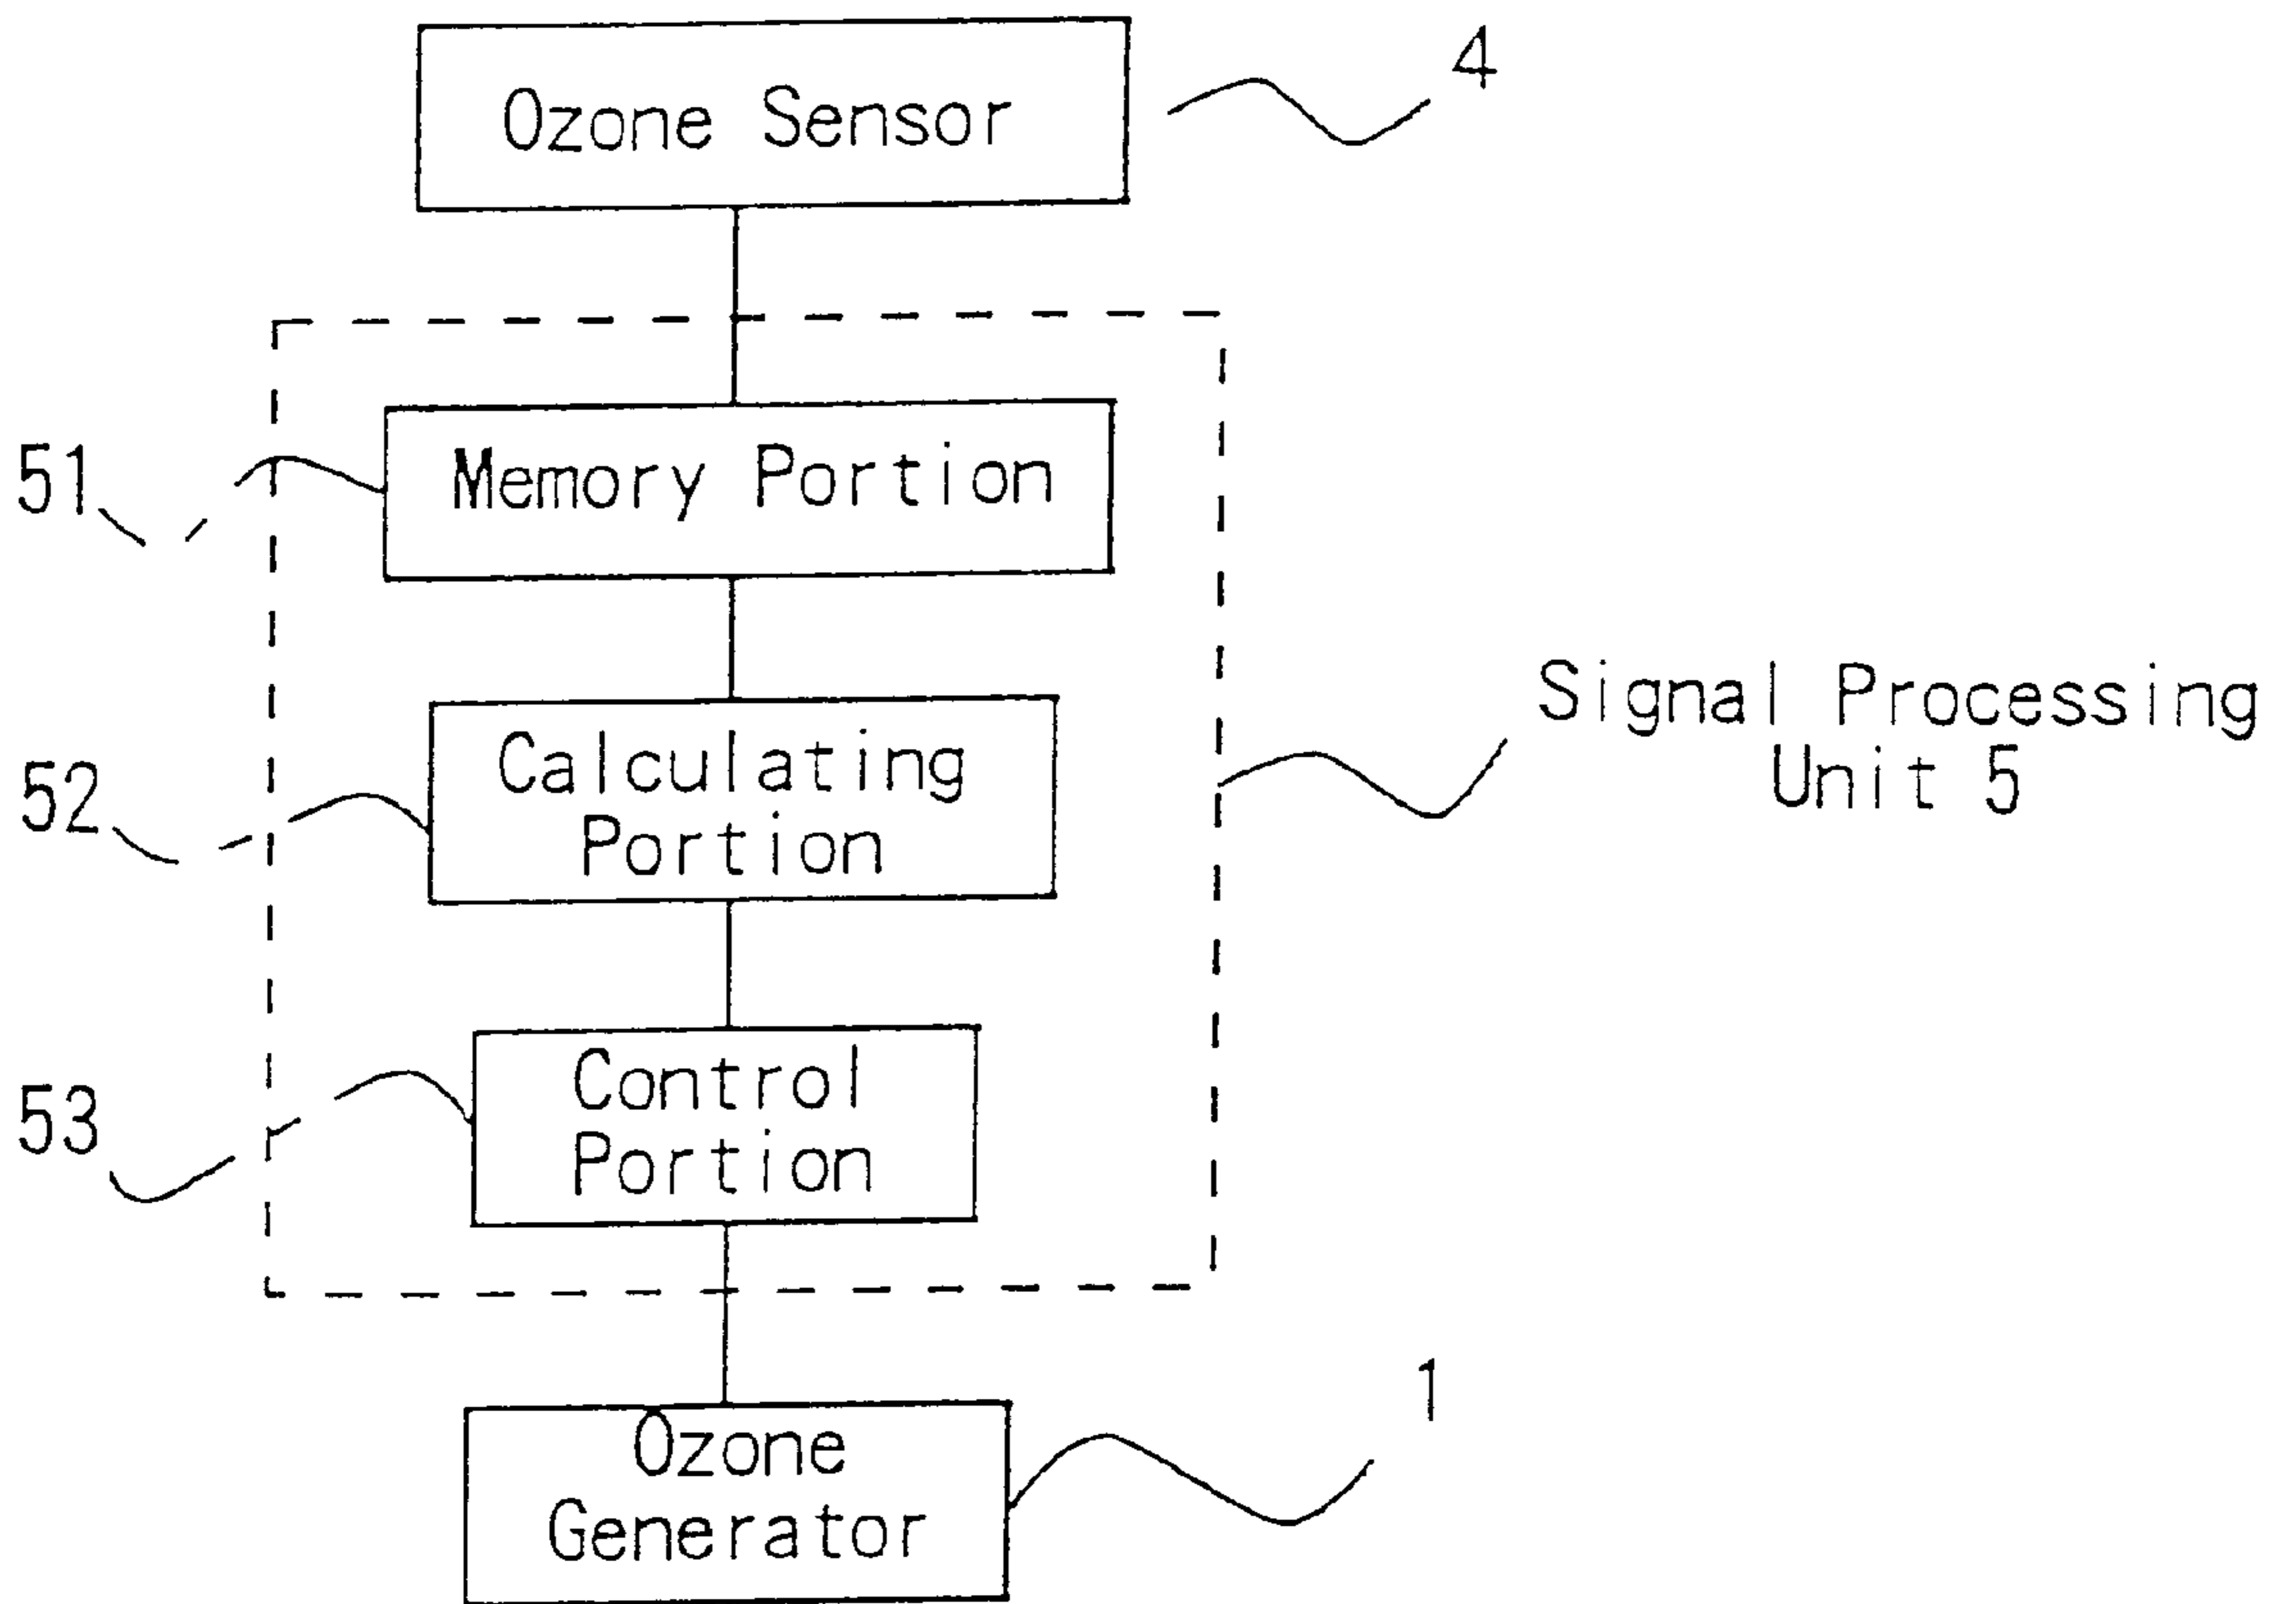 Ozone Sensor
4
51
Memory Portion
Signal Processing
Unit 5
52
Calculating
Portion
53
Control
Portion
1
Ozone
Generator